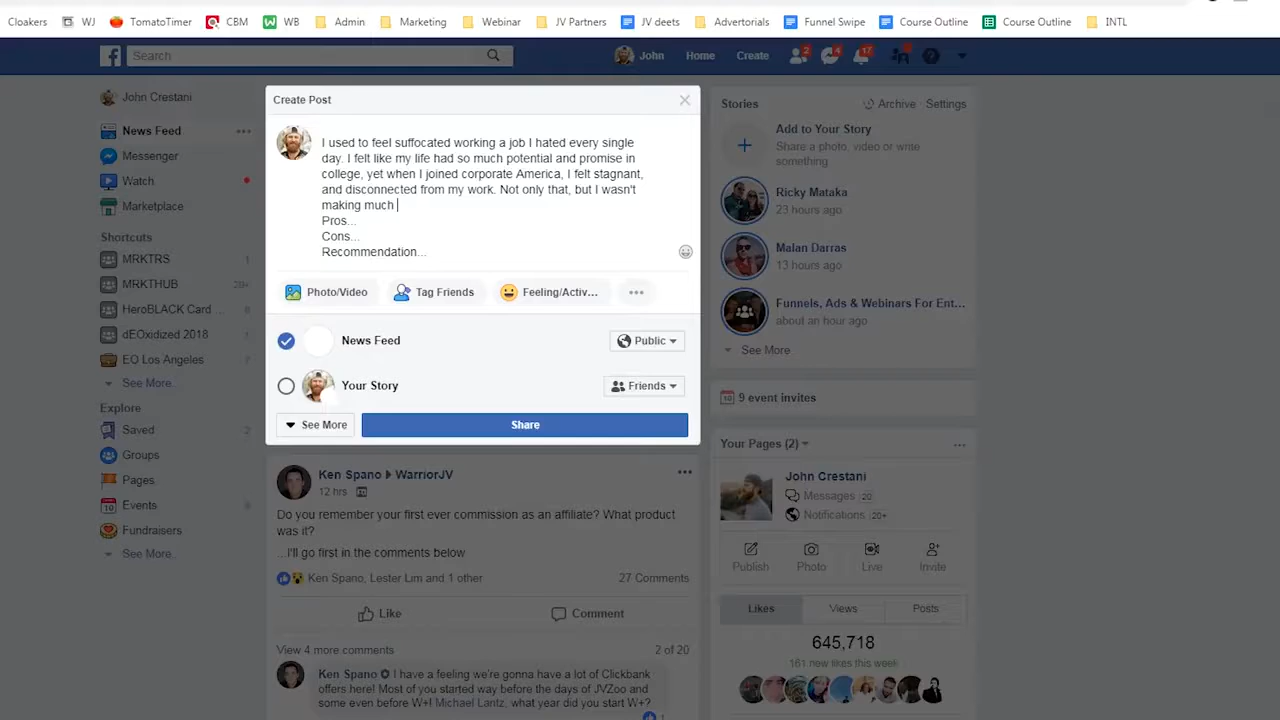 Cloakers WJ TomatoTimer CBM WB Admin Marketing Webinar JV Partners JV deets Advertorials Funnel Swipe Course Outline Course Outline INTL
Search
John Home Create 2 4 17
John Crestani
News Feed
Messenger
Watch
Marketplace
Shortcuts
MRKTRS 1
MRKTHUB
HeroBLACK Card ...
dEOxidized 2018 1
EO Los Angeles 2
See More...
Explore
Saved 2
Groups
Pages
Events
Fundraisers
See More...
Create Post
I used to feel suffocated working a job I hated every single
day. I felt like my life had so much potential and promise in
college, yet when I joined corporate America, I felt stagnant,
and disconnected from my work. Not only that, but I wasn't
making much
Pros...
Cons...
Recommendation...
Photo/Video Tag Friends Feeling/Activ...
News Feed Public
Your Story Friends
See More Share
Ken Spano WarriorJV
12 hrs
Do you remember your first ever commission as an affiliate? What product
was it?
...I'll go first in the comments below
Ken Spano, Lester Lim and 1 other 27 Comments
Like Comment
View 4 more comments 2 of 20
Ken Spano I have a feeling we're gonna have a lot of Clickbank
offers here! Most of you started way before the days of JVZoo and
some even before W+! Michael Lantz, what year did you start W+?
1
Stories Archive Settings
Add to Your Story
Share a photo, video or write
something
Ricky Mataka
23 hours ago
Malan Darras
13 hours ago
Funnels, Ads & Webinars For Ent...
about an hour ago
See More
9 event invites
Your Pages (2)
John Crestani
Messages 20
Notifications 20+
Publish Photo Live Invite
Likes Views Posts
645,718
161 new likes this week